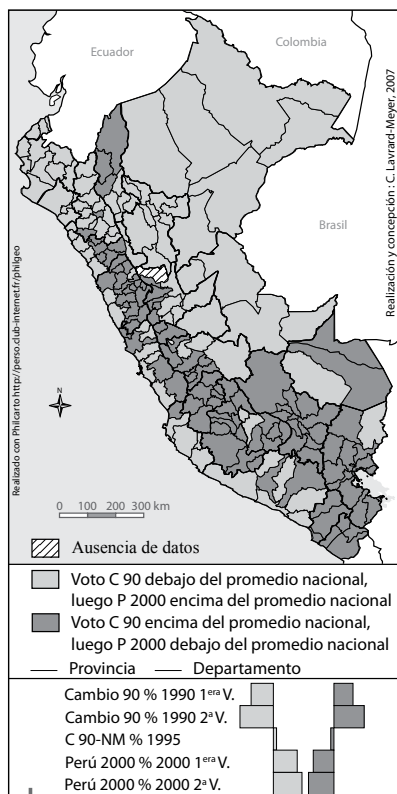 Ecuador
Colombia
Brasil
Realización y concepción : C. Lavrard-Meyer, 2007
Realizado con Philcarto http://perso.club-internet.fr/philgeo
N
0 100 200 300 km
Ausencia de datos
Voto C 90 debajo del promedio nacional,
luego P 2000 encima del promedio nacional
Voto C 90 encima del promedio nacional,
luego P 2000 debajo del promedio nacional
Provincia Departamento
Cambio 90 % 1990 1era V.
Cambio 90 % 1990 2a V.
C 90-NM % 1995
Perú 2000 % 2000 1era V.
Perú 2000 % 2000 2a V.